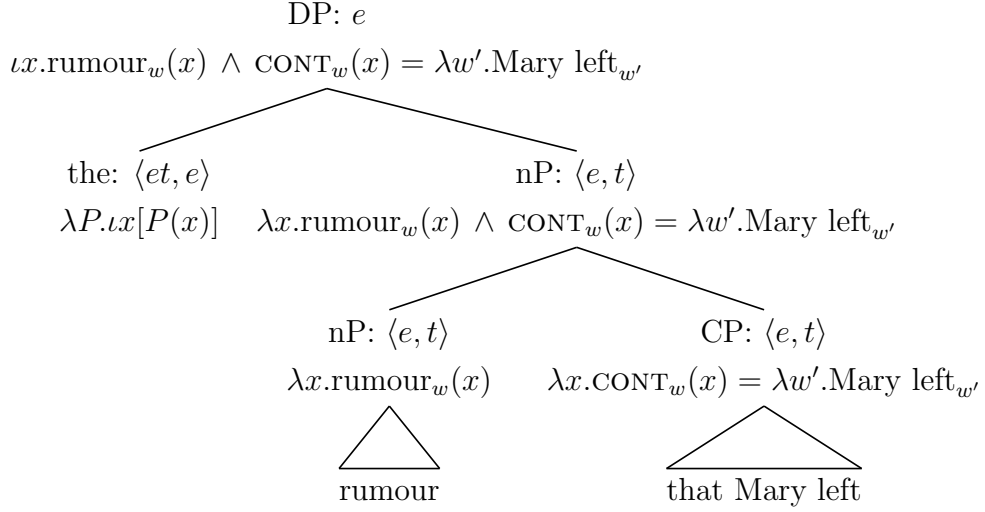 DP: e
ιx.rumour_w(x) ∧ CONT_w(x) = λw′.Mary left_w′
the: ⟨et, e⟩ nP: ⟨e, t⟩
λP.ιx[P(x)] λx.rumour_w(x) ∧ CONT_w(x) = λw′.Mary left_w′
nP: ⟨e, t⟩ CP: ⟨e, t⟩
λx.rumour_w(x) λx.CONT_w(x) = λw′.Mary left_w′
rumour that Mary left